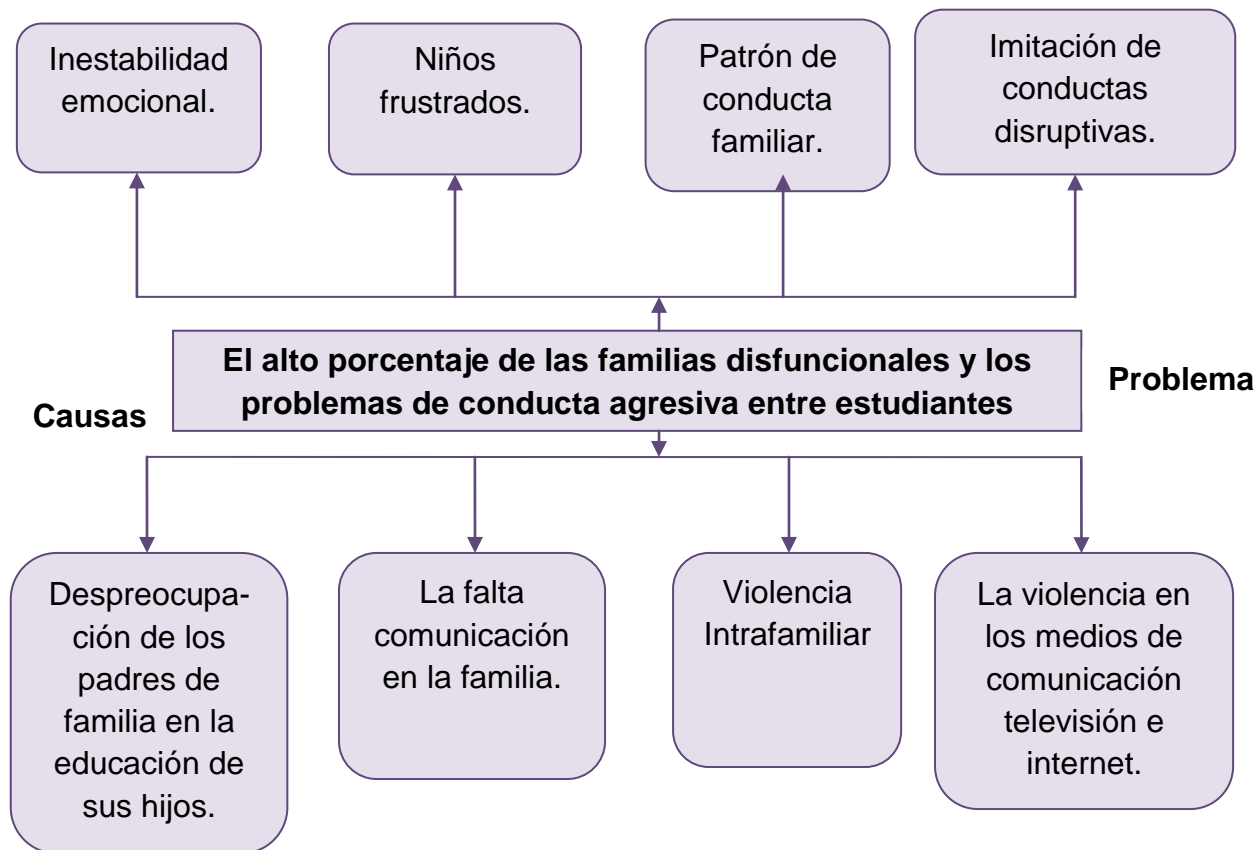 Inestabilidad
emocional.
Niños
frustrados.
Patrón de
conducta
familiar.
Imitación de
conductas
disruptivas.
El alto porcentaje de las familias disfuncionales y los
problemas de conducta agresiva entre estudiantes
Problema
Causas
Despreocupa-
ción de los
padres de
familia en la
educación de
sus hijos.
La falta
comunicación
en la familia.
Violencia
Intrafamiliar
La violencia en
los medios de
comunicación
televisión e
internet.